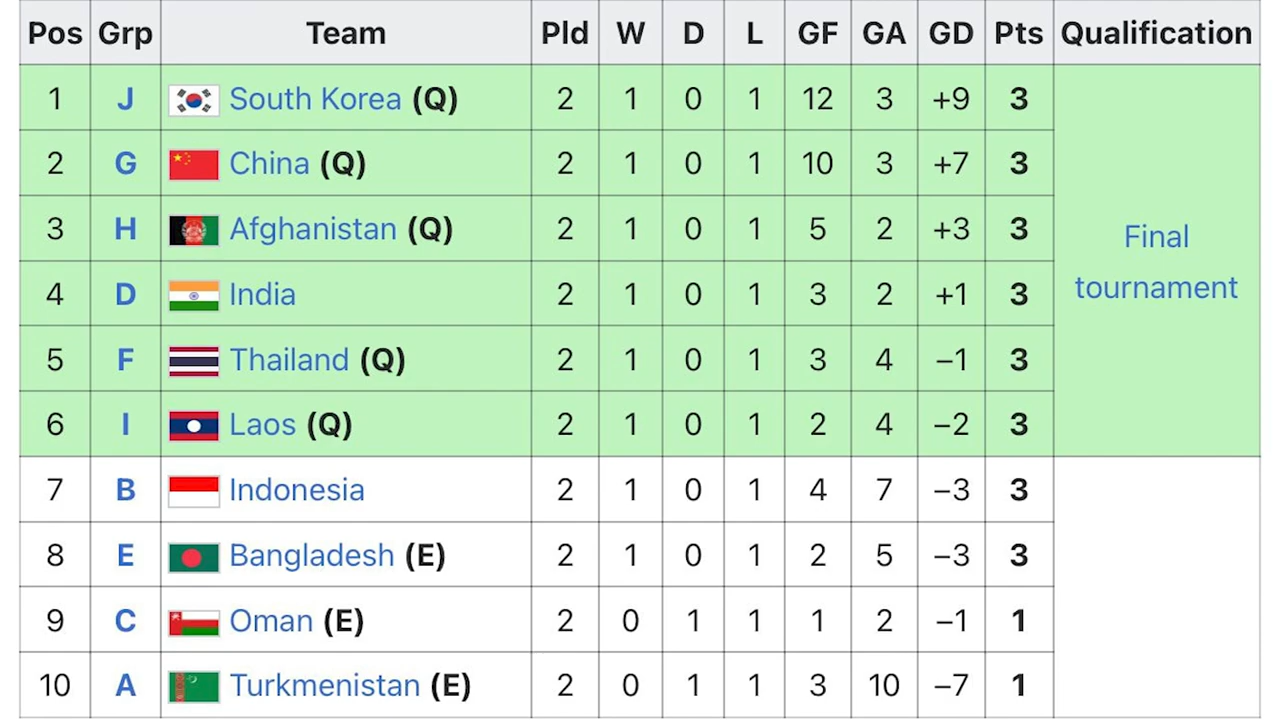 Pos Grp Team Pld W D L GF GA GD Pts Qualification
1 J South Korea (Q) 2 1 0 1 12 3 +9 3
2 G China (Q) 2 1 0 1 10 3 +7 3
3 H Afghanistan (Q) 2 1 0 1 5 2 +3 3
Final
4 D India 2 1 0 1 3 2 +1 3
tournament
5 F Thailand (Q) 2 1 0 1 3 4 −1 3
6 I Laos (Q) 2 1 0 1 2 4 −2 3
7 B Indonesia 2 1 0 1 4 7 −3 3
8 E Bangladesh (E) 2 1 0 1 2 5 −3 3
9 C Oman (E) 2 0 1 1 1 2 −1 1
10 A Turkmenistan (E) 2 0 1 1 3 10 −7 1